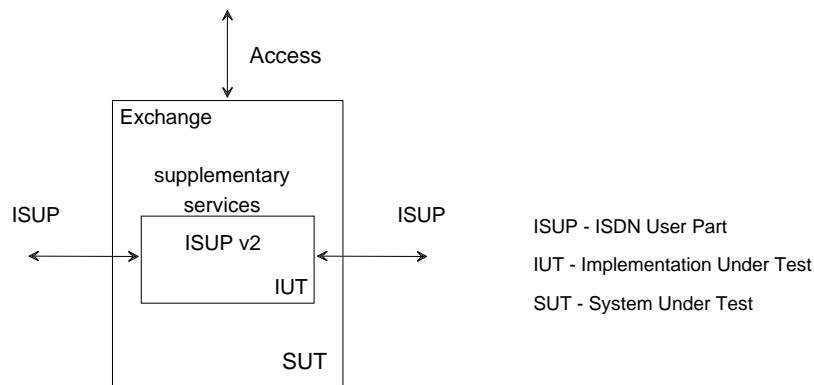 Access
Exchange
supplementary
services
ISUP
ISUP
ISUP v2
IUT
SUT
ISUP - ISDN User Part
IUT - Implementation Under Test
SUT - System Under Test